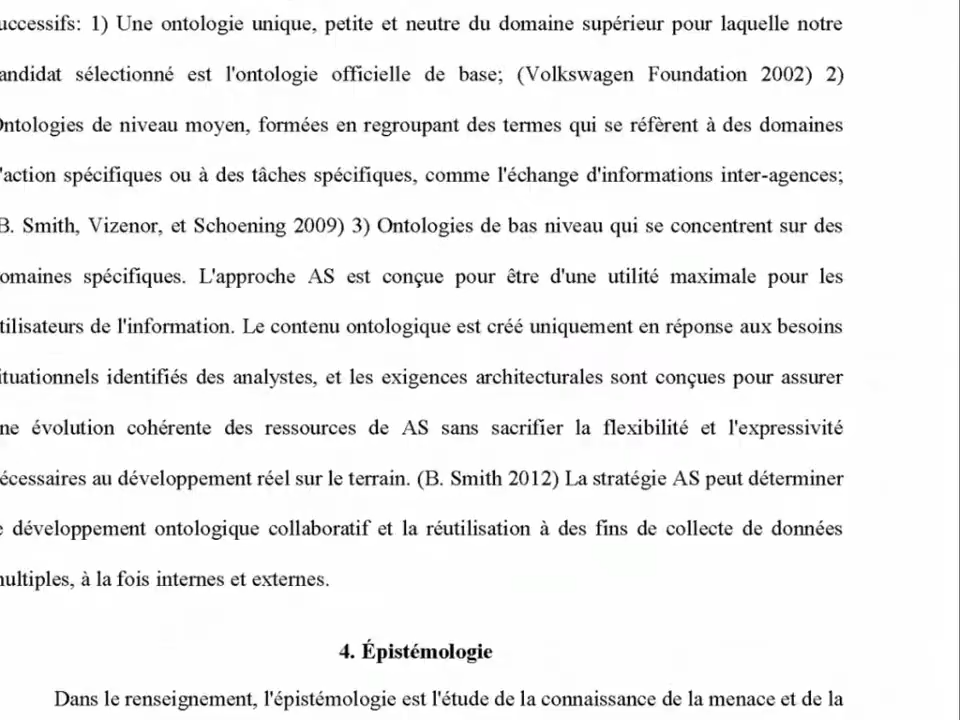 uccessifs: 1) Une ontologie unique, petite et neutre du domaine supérieur pour laquelle notre
andidat sélectionné est l'ontologie officielle de base; (Volkswagen Foundation 2002) 2)
Ontologies de niveau moyen, formées en regroupant des termes qui se réfèrent à des domaines
'action spécifiques ou à des tâches spécifiques, comme l'échange d'informations inter-agences;
B. Smith, Vizenor, et Schoening 2009) 3) Ontologies de bas niveau qui se concentrent sur des
omaines spécifiques. L'approche AS est conçue pour être d'une utilité maximale pour les
tilisateurs de l'information. Le contenu ontologique est créé uniquement en réponse aux besoins
ituationnels identifiés des analystes, et les exigences architecturales sont conçues pour assurer
ne évolution cohérente des ressources de AS sans sacrifier la flexibilité et l'expressivité
écessaires au développement réel sur le terrain. (B. Smith 2012) La stratégie AS peut déterminer
e développement ontologique collaboratif et la réutilisation à des fins de collecte de données
multiples, à la fois internes et externes.
4. Épistémologie
Dans le renseignement, l'épistémologie est l'étude de la connaissance de la menace et de la